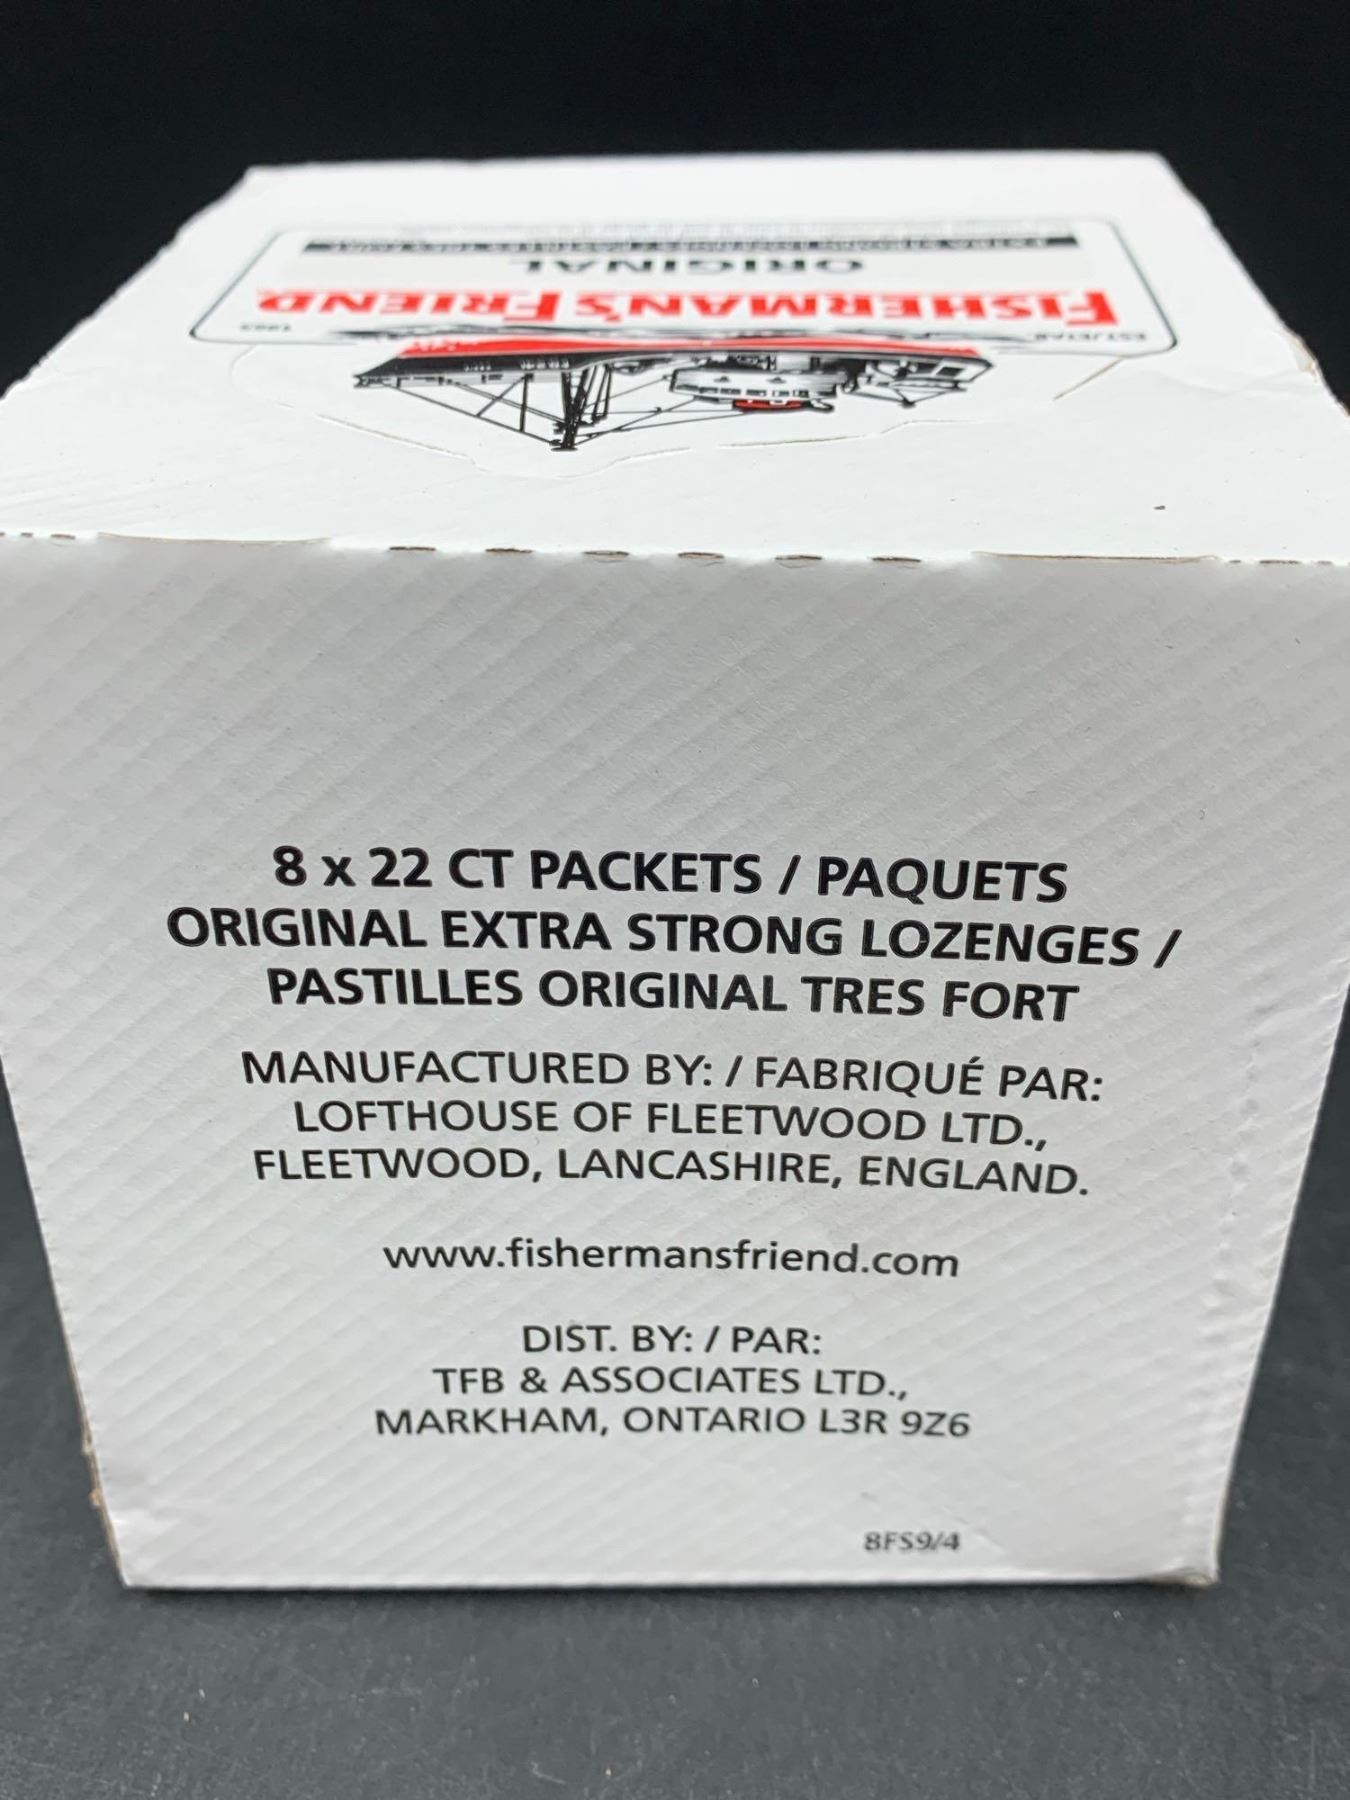 FISHERMAN'S FRIEND
ORIGINAL
8 x 22 CT PACKETS / PAQUETS
ORIGINAL EXTRA STRONG LOZENGES /
PASTILLES ORIGINAL TRES FORT
MANUFACTURED BY: / FABRIQUÉ PAR:
LOFTHOUSE OF FLEETWOOD LTD.,
FLEETWOOD, LANCASHIRE, ENGLAND.
www.fishermansfriend.com
DIST. BY: / PAR:
TFB & ASSOCIATES LTD.,
MARKHAM, ONTARIO L3R 9Z6
8FS9/4